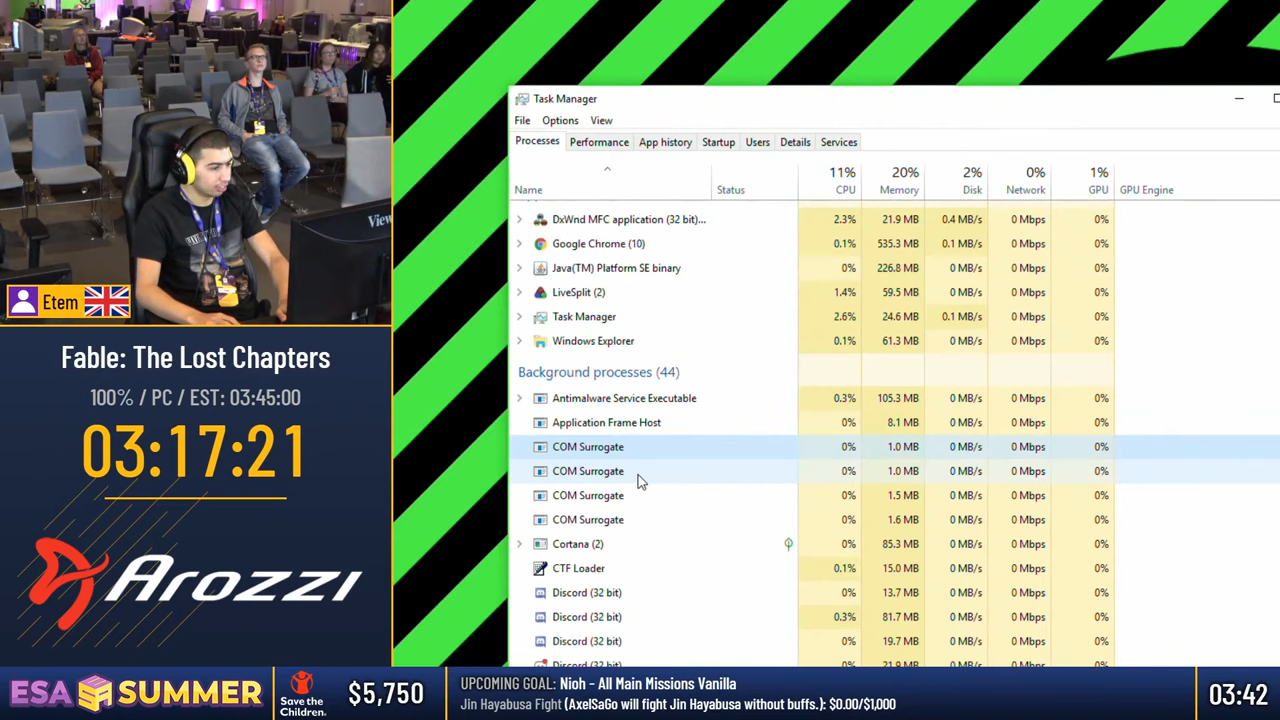 View
Etem
Fable: The Lost Chapters
100% / PC / EST: 03:45:00
03:17:21
Arozzi
Task Manager
File Options View
Processes Performance App history Startup Users Details Services
11% 20% 2% 0% 1%
Name Status CPU Memory Disk Network GPU GPU Engine
DxWnd MFC application (32 bit)... 2.3% 21.9 MB 0.4 MB/s 0 Mbps 0%
Google Chrome (10) 0.1% 535.3 MB 0.1 MB/s 0 Mbps 0%
Java(TM) Platform SE binary 0% 226.8 MB 0 MB/s 0 Mbps 0%
LiveSplit (2) 1.4% 59.5 MB 0 MB/s 0 Mbps 0%
Task Manager 2.6% 24.6 MB 0.1 MB/s 0 Mbps 0%
Windows Explorer 0.1% 61.3 MB 0 MB/s 0 Mbps 0%
Background processes (44)
Antimalware Service Executable 0.3% 105.3 MB 0 MB/s 0 Mbps 0%
Application Frame Host 0% 8.1 MB 0 MB/s 0 Mbps 0%
COM Surrogate 0% 1.0 MB 0 MB/s 0 Mbps 0%
COM Surrogate 0% 1.0 MB 0 MB/s 0 Mbps 0%
COM Surrogate 0% 1.5 MB 0 MB/s 0 Mbps 0%
COM Surrogate 0% 1.6 MB 0 MB/s 0 Mbps 0%
Cortana (2) 0% 85.3 MB 0 MB/s 0 Mbps 0%
CTF Loader 0.1% 15.0 MB 0 MB/s 0 Mbps 0%
Discord (32 bit) 0% 13.7 MB 0 MB/s 0 Mbps 0%
Discord (32 bit) 0.3% 81.7 MB 0 MB/s 0 Mbps 0%
Discord (32 bit) 0% 19.7 MB 0 MB/s 0 Mbps 0%
Discord (32 bit) 0% 21.9 MB 0 MB/s 0 Mbps 0%
ESA SUMMER
Save the
Children.
$5,750
UPCOMING GOAL: Nioh - All Main Missions Vanilla
Jin Hayabusa Fight (AxelSaGo will fight Jin Hayabusa without buffs.): $0.00/$1,000
03:42